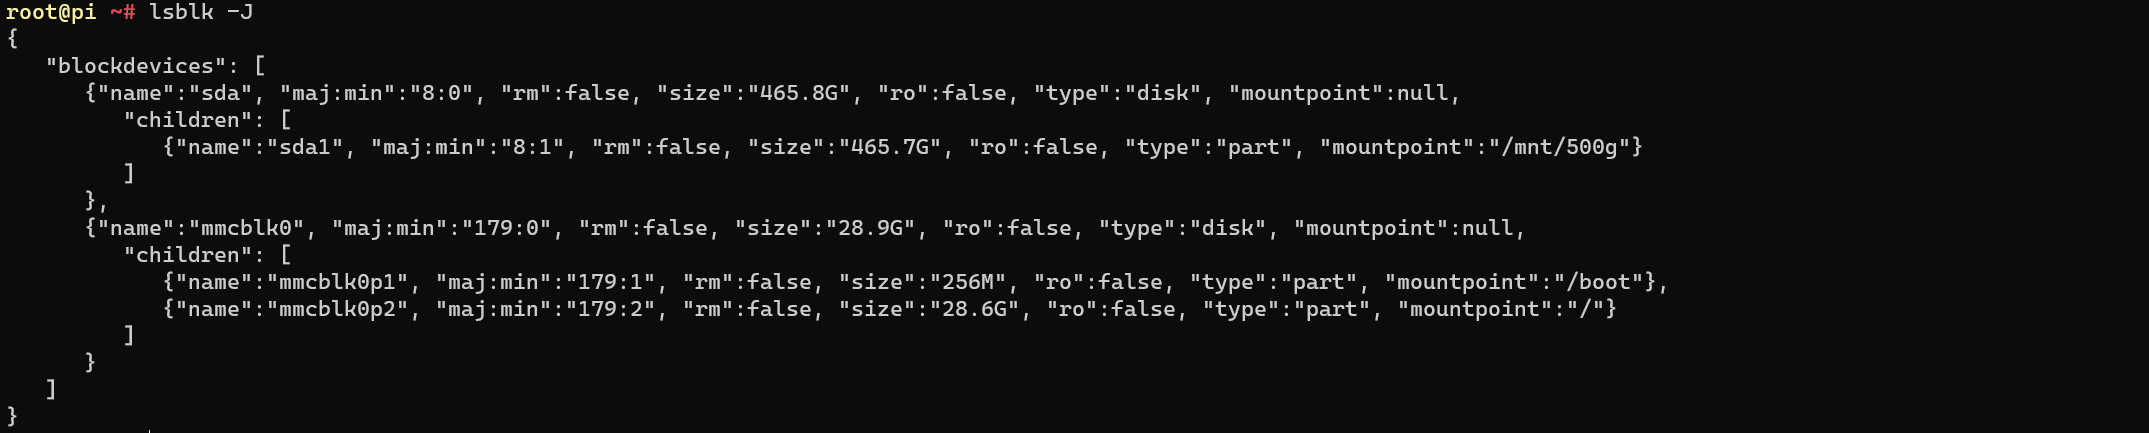 root@pi ~# lsblk -J
{
   "blockdevices": [
      {"name":"sda", "maj:min":"8:0", "rm":false, "size":"465.8G", "ro":false, "type":"disk", "mountpoint":null,
         "children": [
            {"name":"sda1", "maj:min":"8:1", "rm":false, "size":"465.7G", "ro":false, "type":"part", "mountpoint":"/mnt/500g"}
         ]
      },
      {"name":"mmcblk0", "maj:min":"179:0", "rm":false, "size":"28.9G", "ro":false, "type":"disk", "mountpoint":null,
         "children": [
            {"name":"mmcblk0p1", "maj:min":"179:1", "rm":false, "size":"256M", "ro":false, "type":"part", "mountpoint":"/boot"},
            {"name":"mmcblk0p2", "maj:min":"179:2", "rm":false, "size":"28.6G", "ro":false, "type":"part", "mountpoint":"/"}
         ]
      }
   ]
}